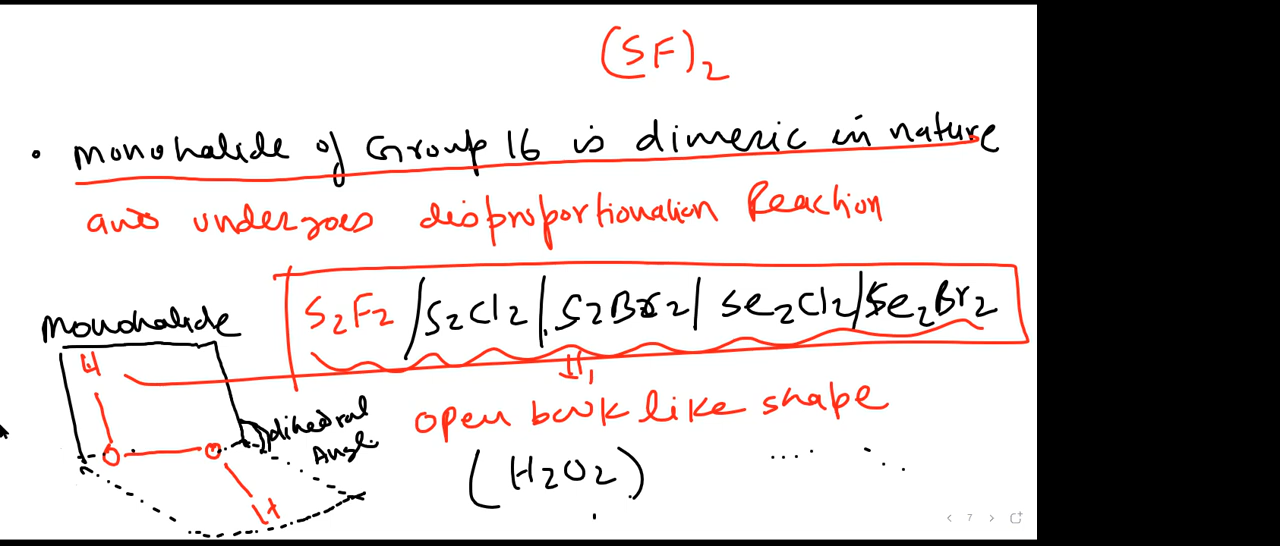 (SF)₂
• monohalide of Group 16 is dimeric in nature
and undergoes disproportionation Reaction
S₂F₂ / S₂Cl₂ / S₂Br₂ / Se₂Cl₂ / Se₂Br₂
Monohalide
H
O O
H
dihedral
Angle
open book like shape
(H₂O₂)
< 7 >